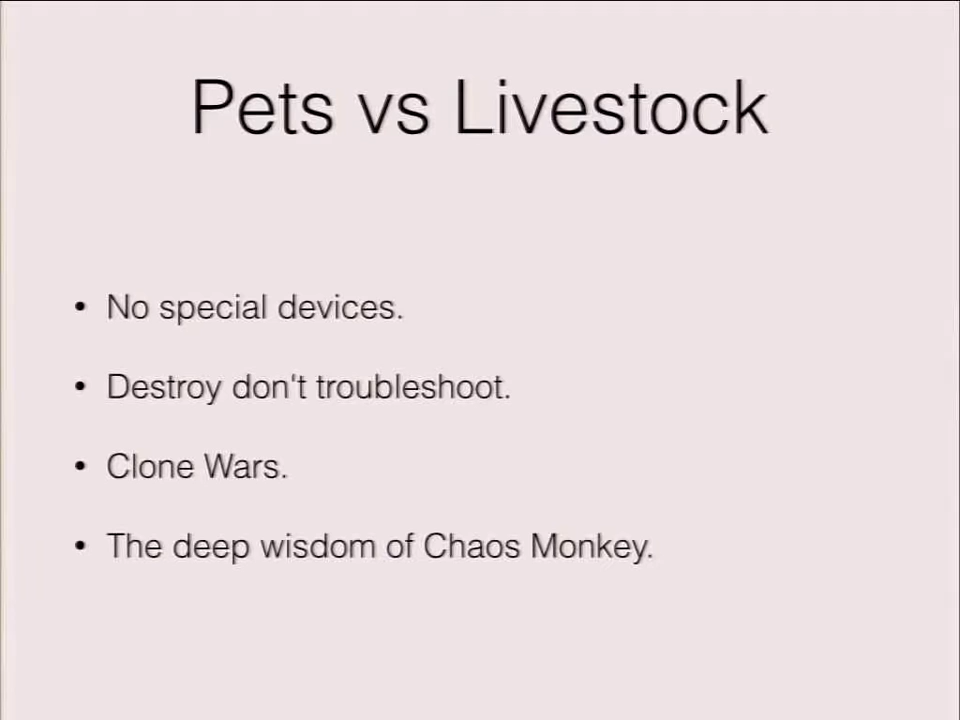 Pets vs Livestock
• No special devices.
• Destroy don't troubleshoot.
• Clone Wars.
• The deep wisdom of Chaos Monkey.